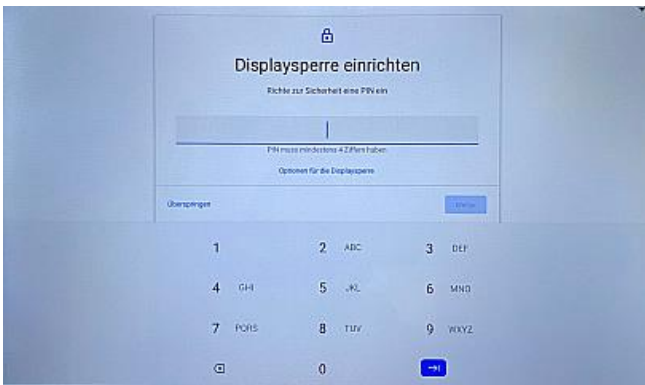 Displaysperre einrichten
Richte zur Sicherheit eine PIN ein
PIN muss mindestens 4 Ziffern haben
Optionen für die Displaysperre
Überspringen
1
2 ABC
3 DEF
4 GHI
5 JKL
6 MNO
7 PQRS
8 TUV
9 WXYZ
0